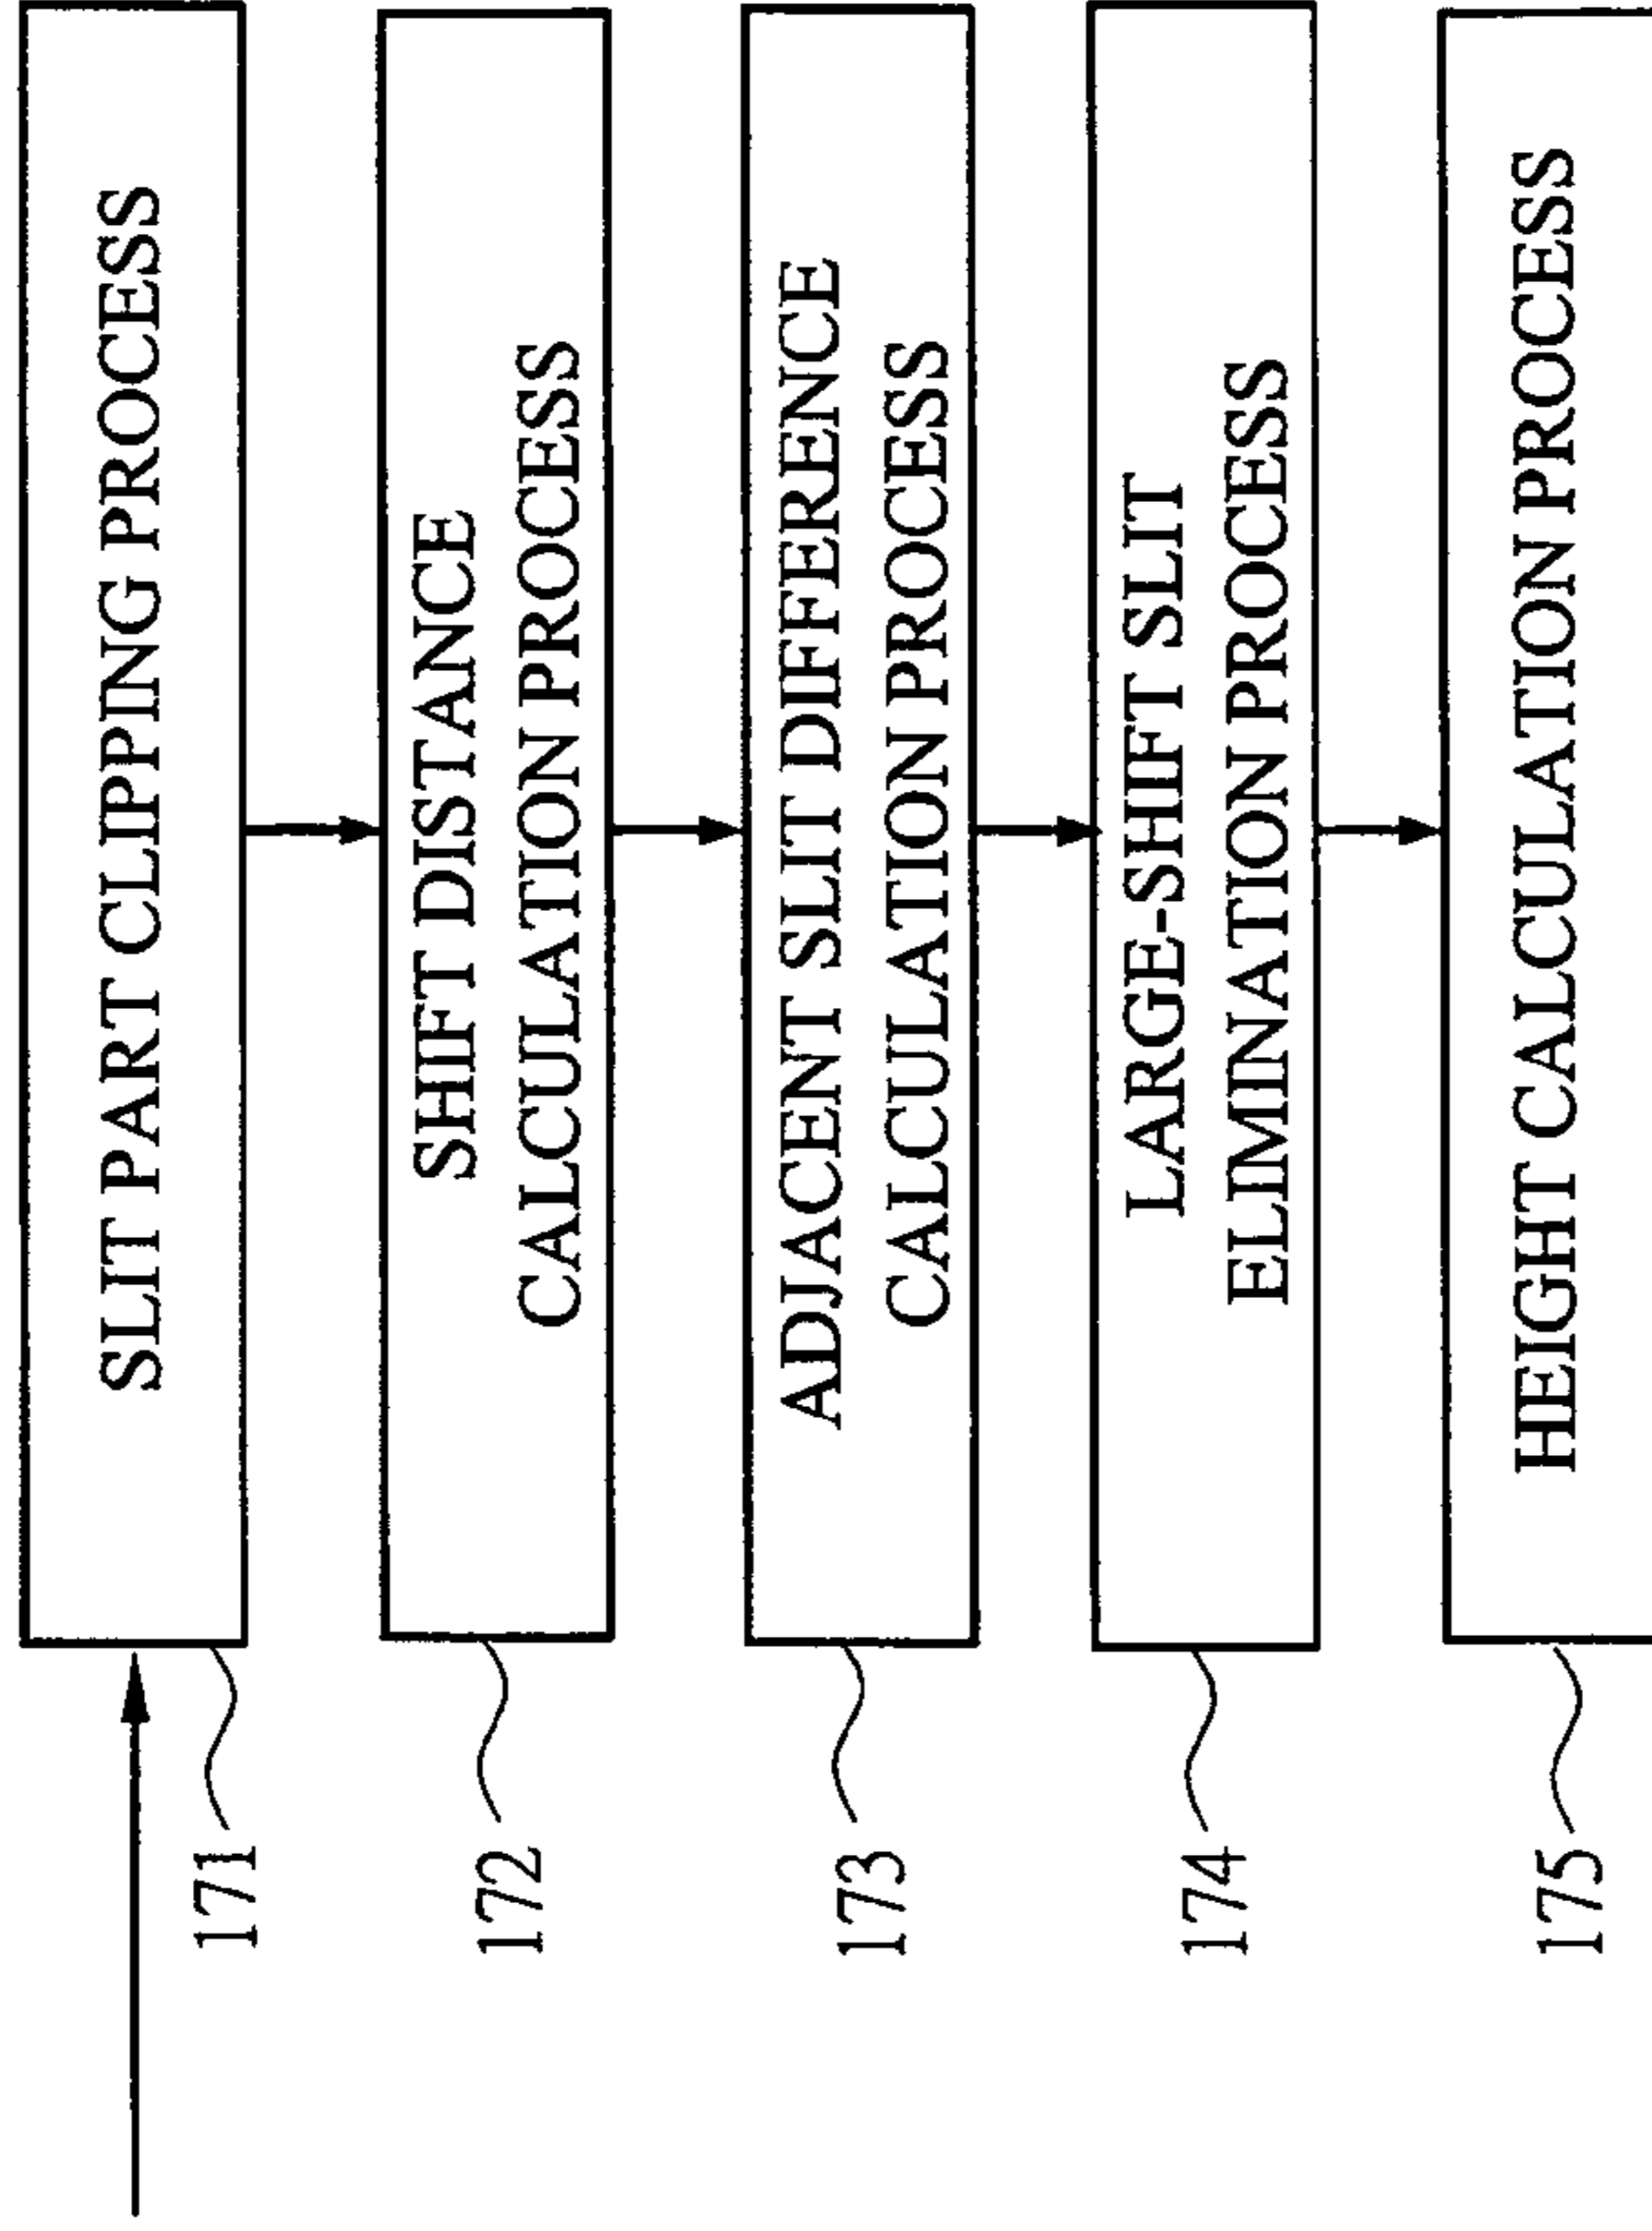 SLIT PART CLIPPING PROCESS
171
SHIFT DISTANCE
CALCULATION PROCESS
172
ADJACENT SLIT DIFFERENCE
CALCULATION PROCESS
173
LARGE-SHIFT SLIT
ELIMINATION PROCESS
174
HEIGHT CALCULATION PROCESS
175